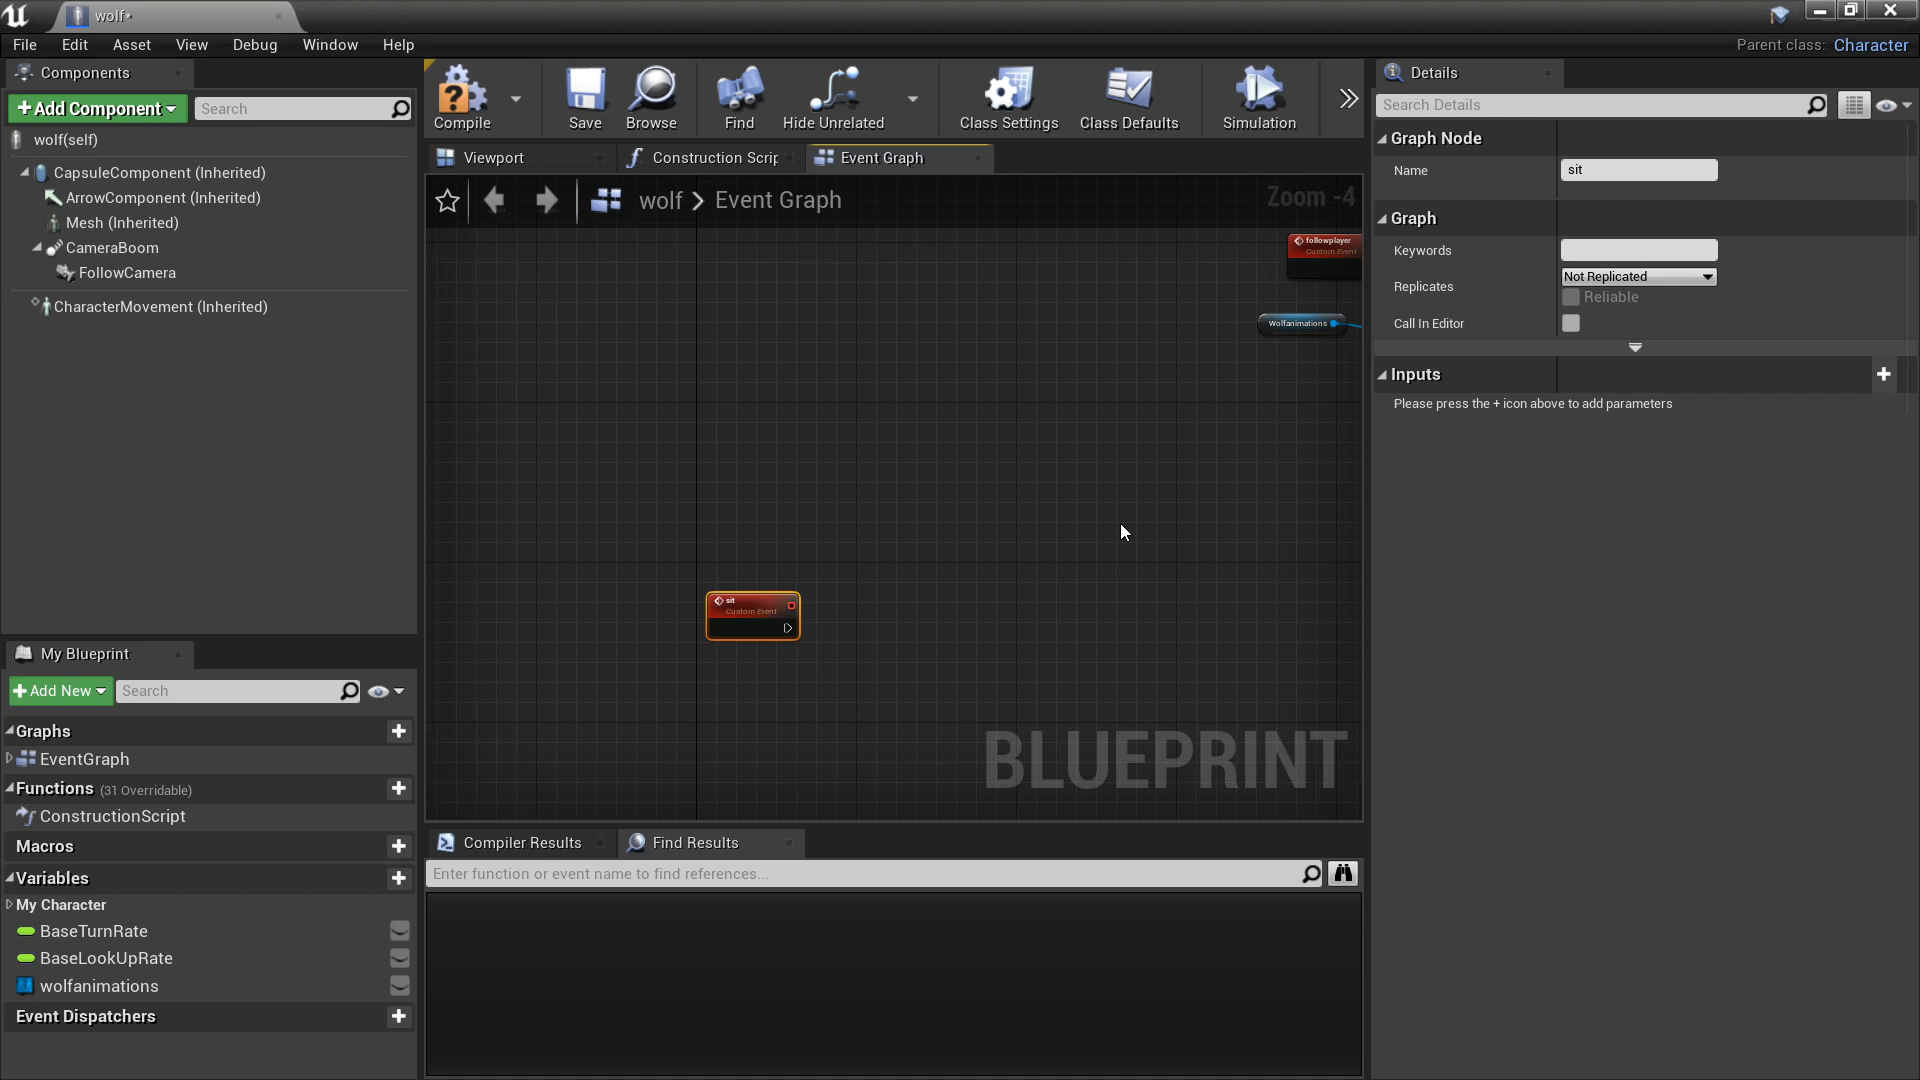 wolf*
File Edit Asset View Debug Window Help
Parent class: Character
Components
+Add Component Search
wolf(self)
CapsuleComponent (Inherited)
ArrowComponent (Inherited)
Mesh (Inherited)
CameraBoom
FollowCamera
CharacterMovement (Inherited)
My Blueprint
+Add New Search
Graphs
EventGraph
Functions (31 Overridable)
ConstructionScript
Macros
Variables
My Character
BaseTurnRate
BaseLookUpRate
wolfanimations
Event Dispatchers
Compile Save Browse Find Hide Unrelated Class Settings Class Defaults Simulation
Viewport Construction Scrip Event Graph
wolf > Event Graph Zoom -4
followplayer
Custom Event
Wolfanimations
sit
Custom Event
BLUEPRINT
Compiler Results Find Results
Enter function or event name to find references...
Details
Search Details
Graph Node
Name sit
Graph
Keywords
Replicates Not Replicated
Reliable
Call In Editor
Inputs
Please press the + icon above to add parameters